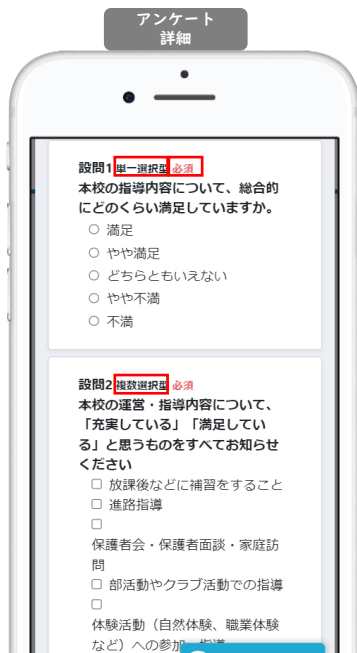 アンケート
詳細
設問1 単一選択型 必須
本校の指導内容について、総合的
にどのくらい満足していますか。
満足
やや満足
どちらともいえない
やや不満
不満
設問2 複数選択型 必須
本校の運営・指導内容について、
「充実している」「満足してい
る」と思うものをすべてお知らせ
ください
放課後などに補習をすること
進路指導
保護者会・保護者面談・家庭訪
問
部活動やクラブ活動での指導
体験活動（自然体験、職業体験
など）への参加